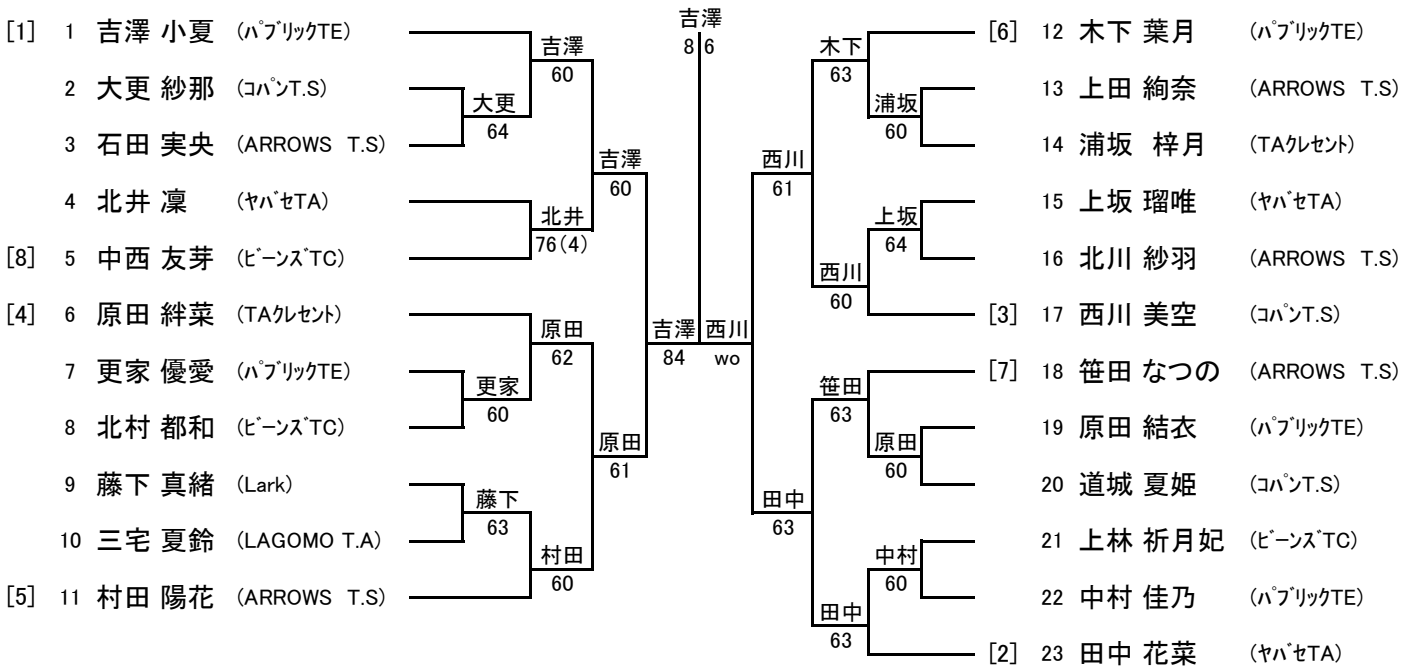 [1] 1 吉澤 小夏 (パブリックTE)
2 大更 紗那 (コパンT.S)
3 石田 実央 (ARROWS T.S)
4 北井 凜 (ヤバセTA)
[8] 5 中西 友芽 (ビーンズTC)
[4] 6 原田 絆菜 (TAクレセント)
7 更家 優愛 (パブリックTE)
8 北村 都和 (ビーンズTC)
9 藤下 真緒 (Lark)
10 三宅 夏鈴 (LAGOMO T.A)
[5] 11 村田 陽花 (ARROWS T.S)
大更
64
更家
60
藤下
63
吉澤
60
北井
76(4)
原田
62
村田
60
吉澤
60
原田
61
吉澤
84
吉澤
8 6
西川
wo
西川
61
田中
63
木下
63
西川
60
笹田
63
田中
63
浦坂
60
上坂
64
原田
60
中村
60
[6] 12 木下 葉月 (パブリックTE)
13 上田 絢奈 (ARROWS T.S)
14 浦坂 梓月 (TAクレセント)
15 上坂 瑠唯 (ヤバセTA)
16 北川 紗羽 (ARROWS T.S)
[3] 17 西川 美空 (コパンT.S)
[7] 18 笹田 なつの (ARROWS T.S)
19 原田 結衣 (パブリックTE)
20 道城 夏姫 (コパンT.S)
21 上林 祈月妃 (ビーンズTC)
22 中村 佳乃 (パブリックTE)
[2] 23 田中 花菜 (ヤバセTA)